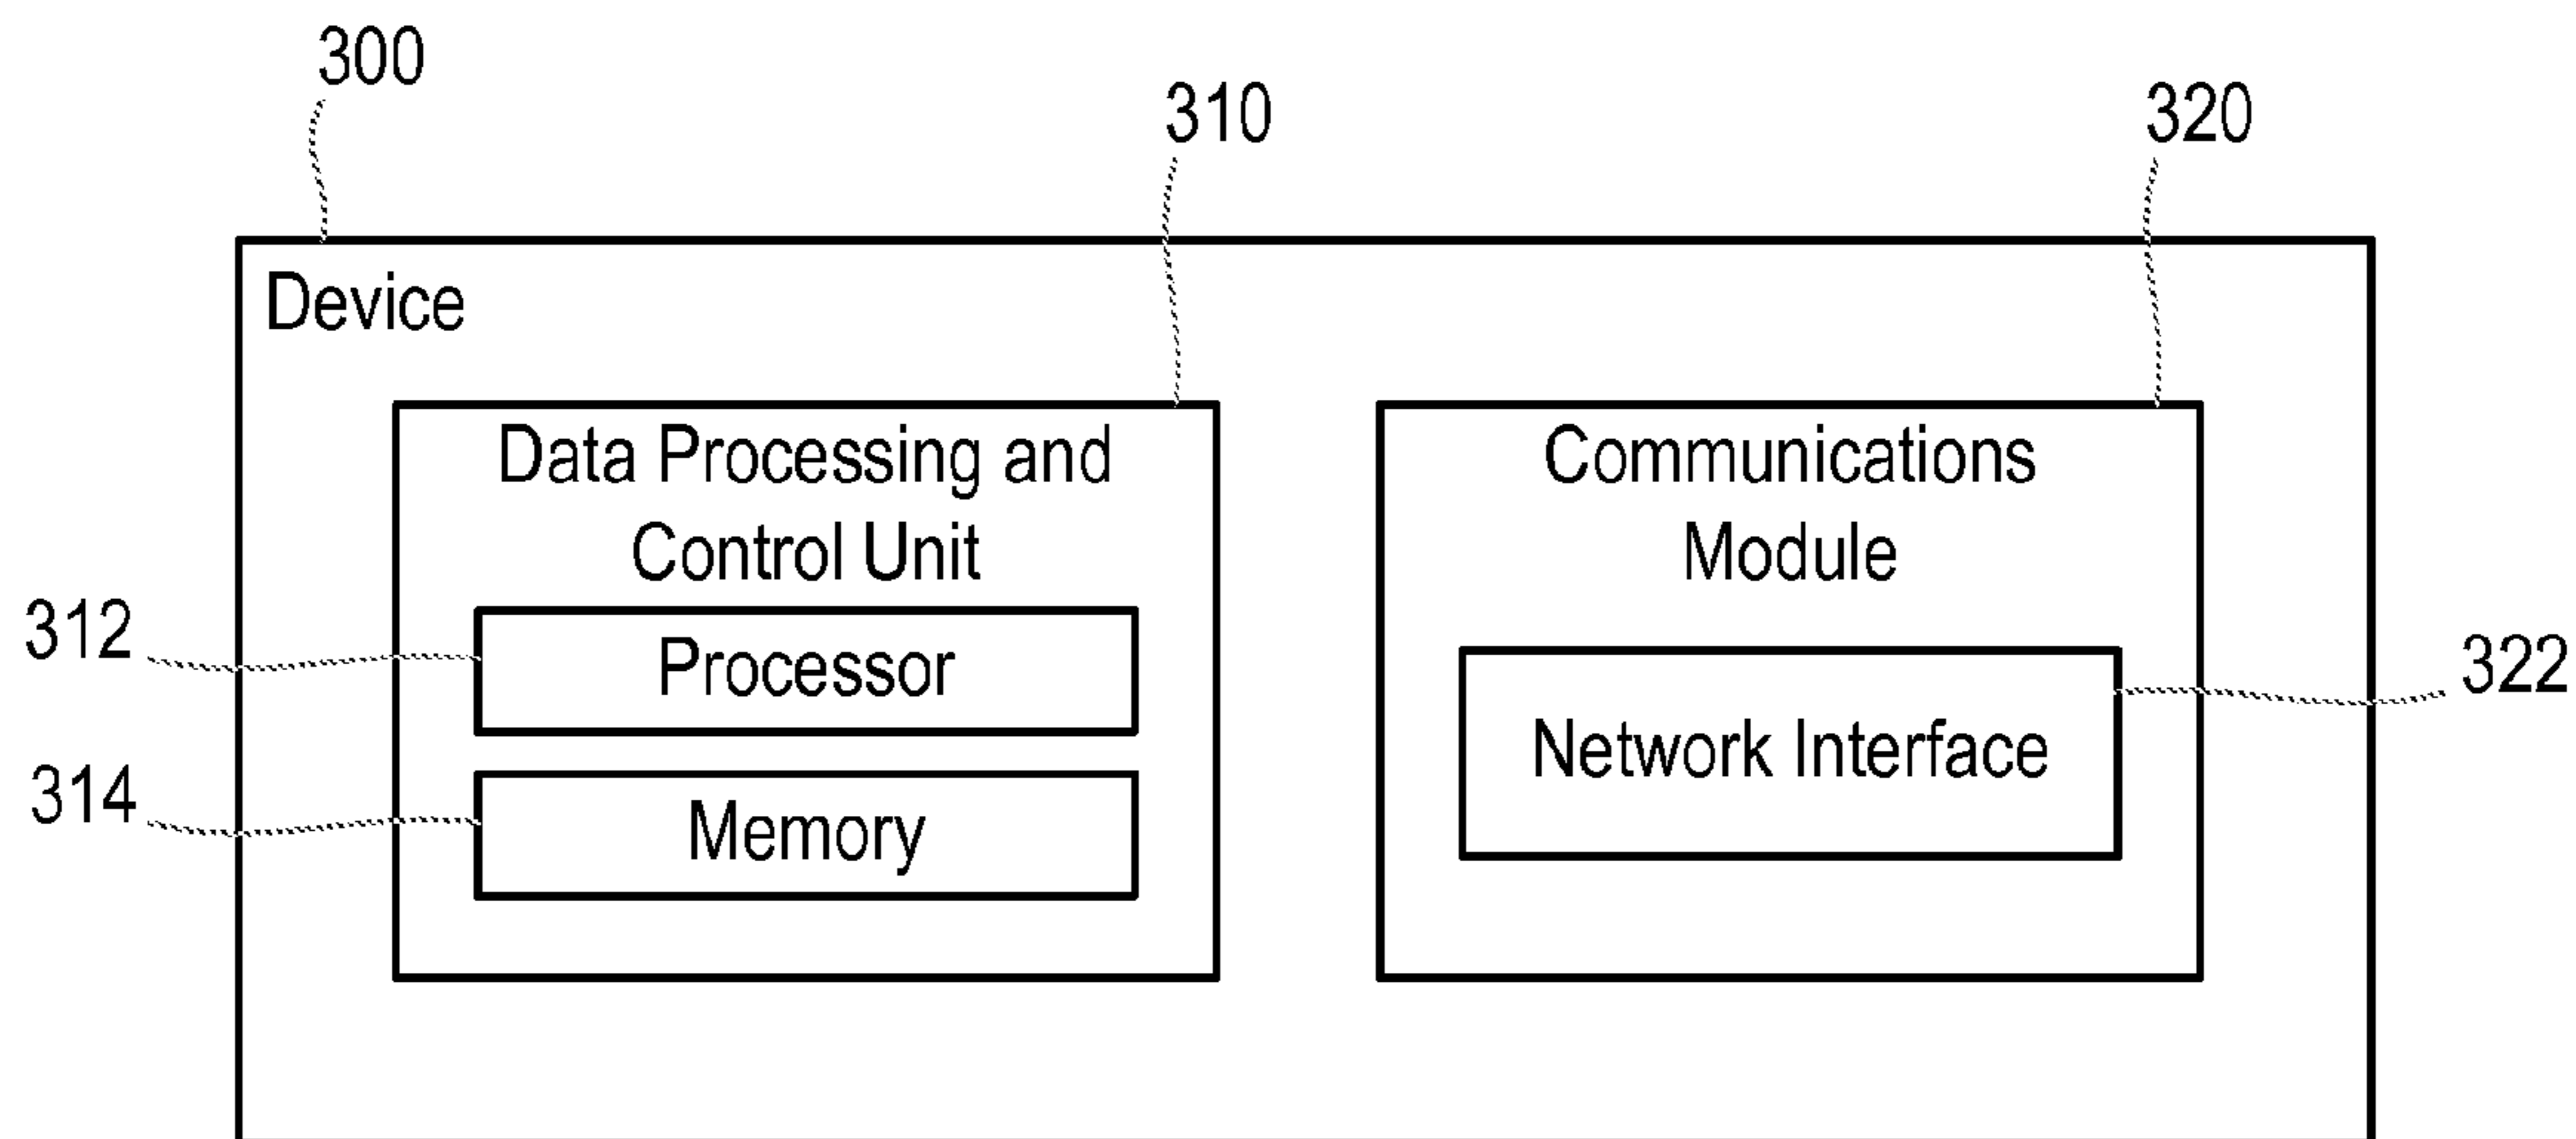 300
310
320
Device
Data Processing and
Control Unit
Communications
Module
312
Processor
314
Memory
Network Interface
322